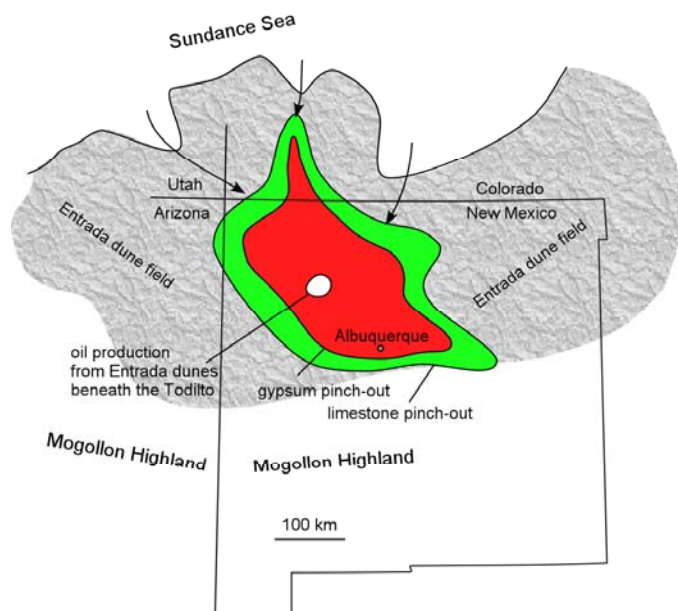 Sundance Sea
Utah
Colorado
Arizona
New Mexico
Entrada dune field
Entrada dune field
Albuquerque
oil production
from Entrada dunes
beneath the Todilto
gypsum pinch-out
limestone pinch-out
Mogollon Highland
Mogollon Highland
100 km